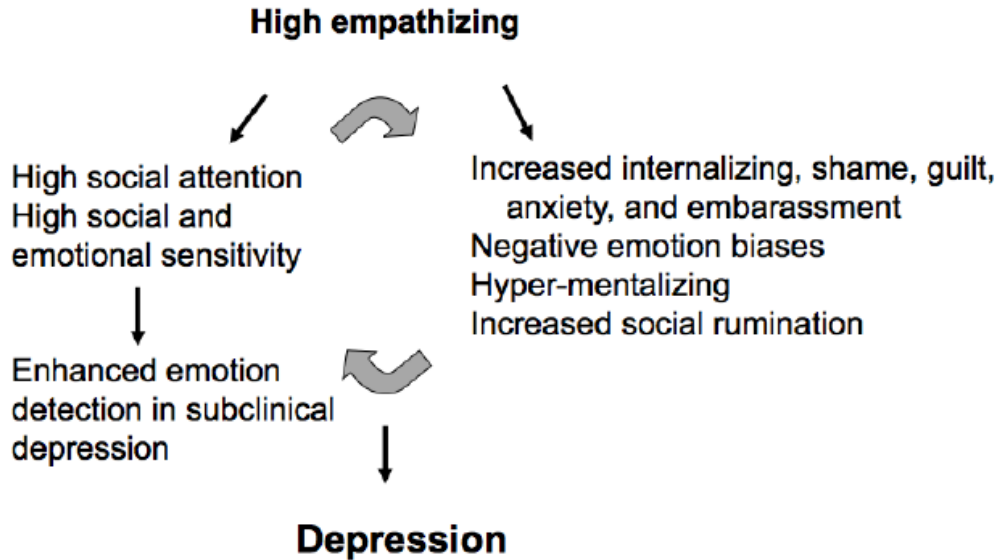 High empathizing
High social attention
High social and
emotional sensitivity
Increased internalizing, shame, guilt,
anxiety, and embarassment
Negative emotion biases
Hyper-mentalizing
Increased social rumination
Enhanced emotion
detection in subclinical
depression
Depression